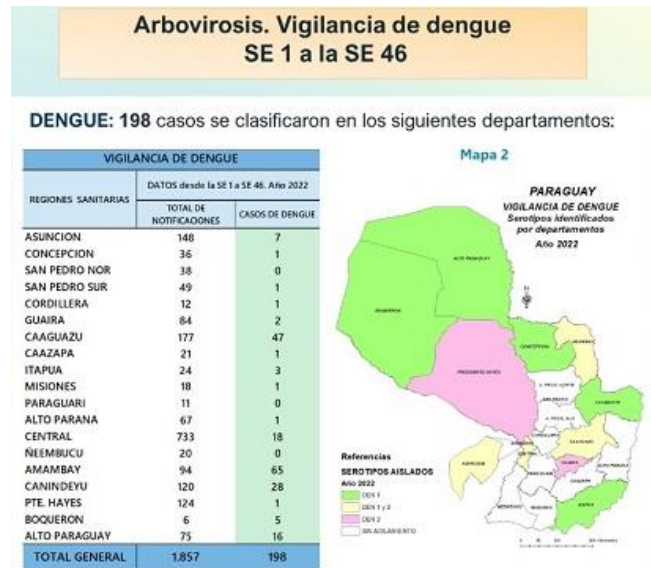 Arbovirosis. Vigilancia de dengue
SE 1 a la SE 46
DENGUE: 198 casos se clasificaron en los siguientes departamentos:
VIGILANCIA DE DENGUE
REGIONES SANITARIAS
DATOS desde la SE 1 a SE 46. Año 2022
TOTAL DE
NOTIFICACIONES
CASOS DE DENGUE
ASUNCION 148 7
CONCEPCION 36 1
SAN PEDRO NOR 38 0
SAN PEDRO SUR 49 1
CORDILLERA 12 1
GUAIRA 84 2
CAAGUAZU 177 47
CAAZAPA 21 1
ITAPUA 24 3
MISIONES 18 1
PARAGUARI 11 0
ALTO PARANA 67 1
CENTRAL 733 18
ÑEEMBUCU 20 0
AMAMBAY 94 65
CANINDEYU 120 28
PTE. HAYES 124 1
BOQUERON 6 5
ALTO PARAGUAY 75 16
TOTAL GENERAL 1.857 198
Mapa 2
PARAGUAY
VIGILANCIA DE DENGUE
Serotipos identificados
por departamentos
Año 2022
ALTO PARAGUAY
BOQUERON
PRESIDENTE HAYES
CONCEPCION
Referencias
SEROTIPOS AISLADOS
Año 2022
DEN 1
DEN 1 y 2
DEN 2
SIN AISLAMIENTO